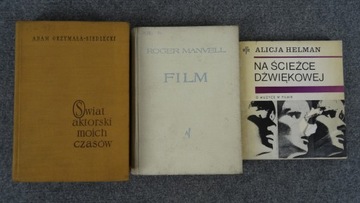 ADAM GRZYMAŁA-SIEDLECKI
Świat
aktorski
moich
czasów
ROGER MANVELL
FILM
ALICJA HELMAN
NA ŚCIEŻCE
DŹWIĘKOWEJ
O MUZYCE W FILMIE